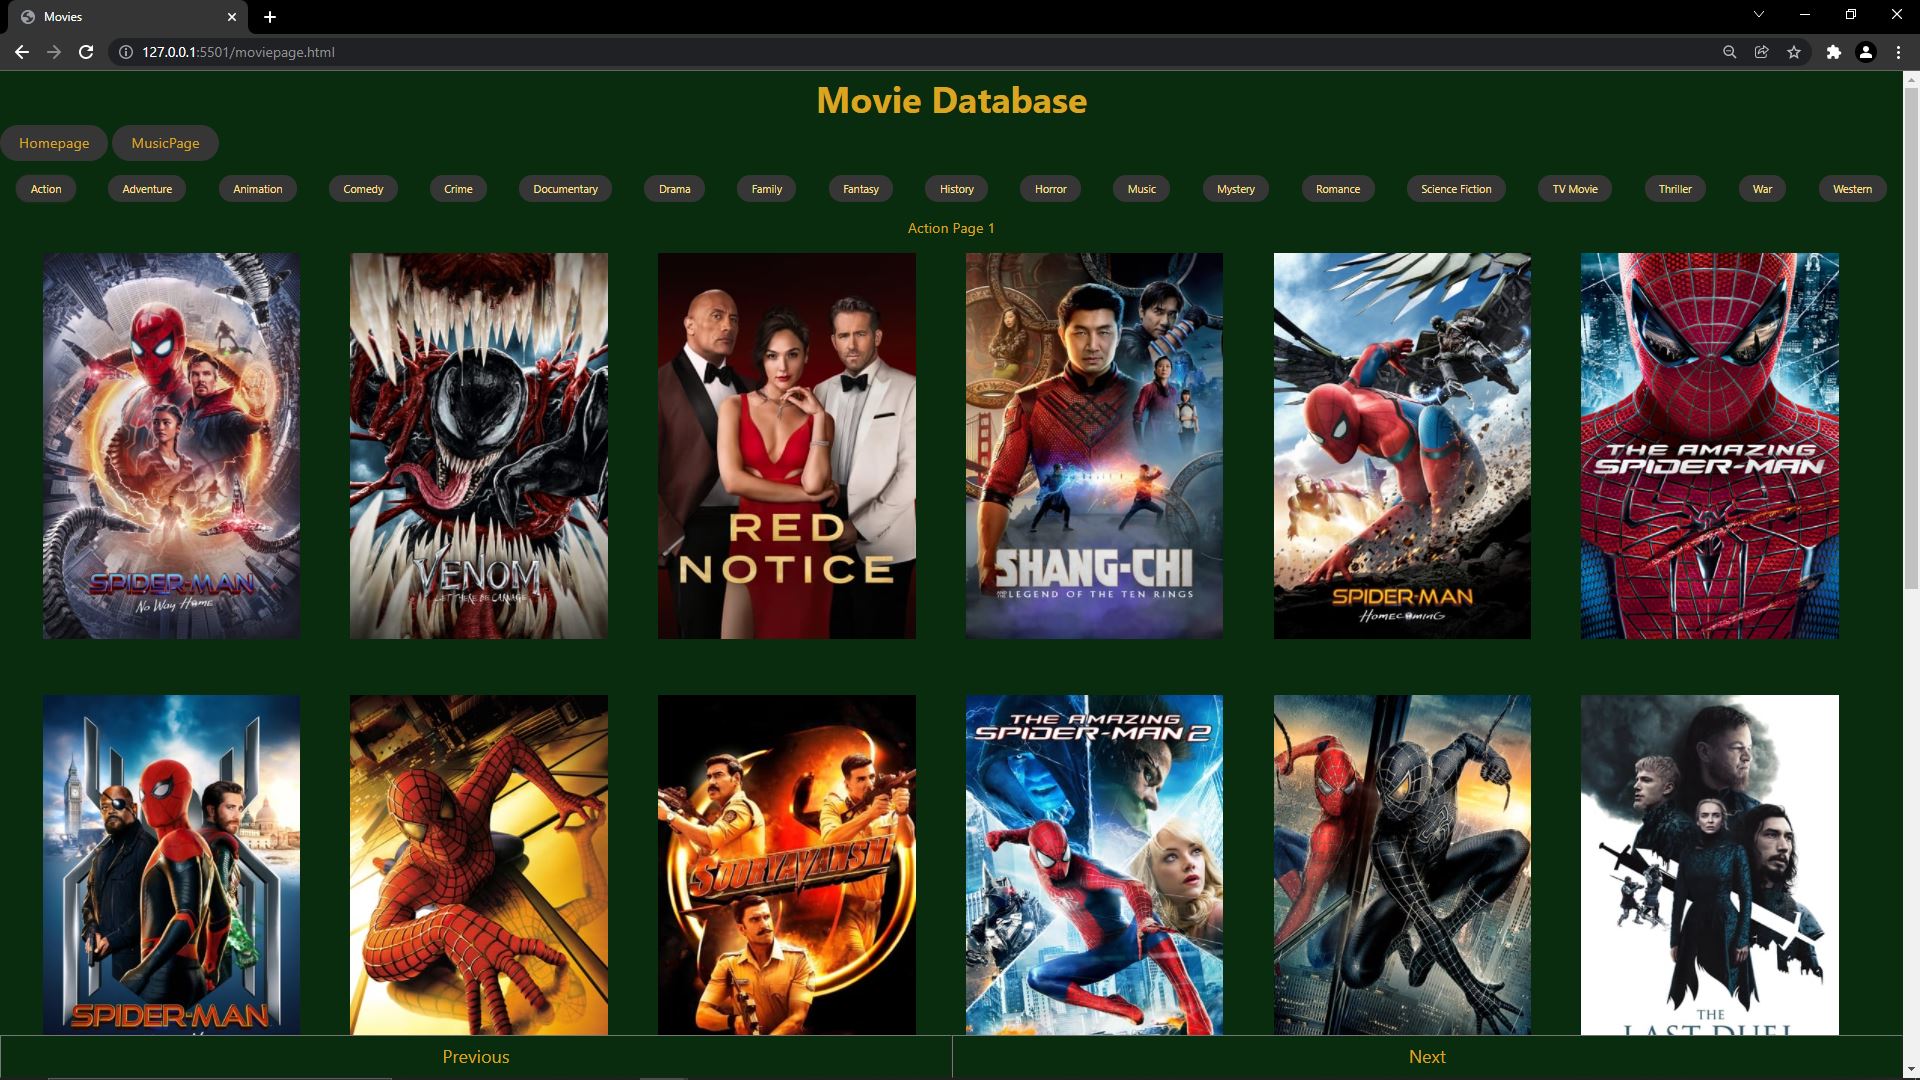 Movies
127.0.0.1:5501/moviepage.html
Movie Database
Homepage MusicPage
Action Adventure Animation Comedy Crime Documentary Drama Family Fantasy History Horror Music Mystery Romance Science Fiction TV Movie Thriller War Western
Action Page 1
SPIDER-MAN
No Way Home
VENOM
LET THERE BE CARNAGE
RED
NOTICE
SHANG-CHI
LEGEND OF THE TEN RINGS
SPIDER-MAN
HOMECOMING
THE AMAZING
SPIDER-MAN
SPIDER-MAN
SOORYAVANSHI
THE AMAZING
SPIDER-MAN 2
THE
LAST DUEL
Previous Next